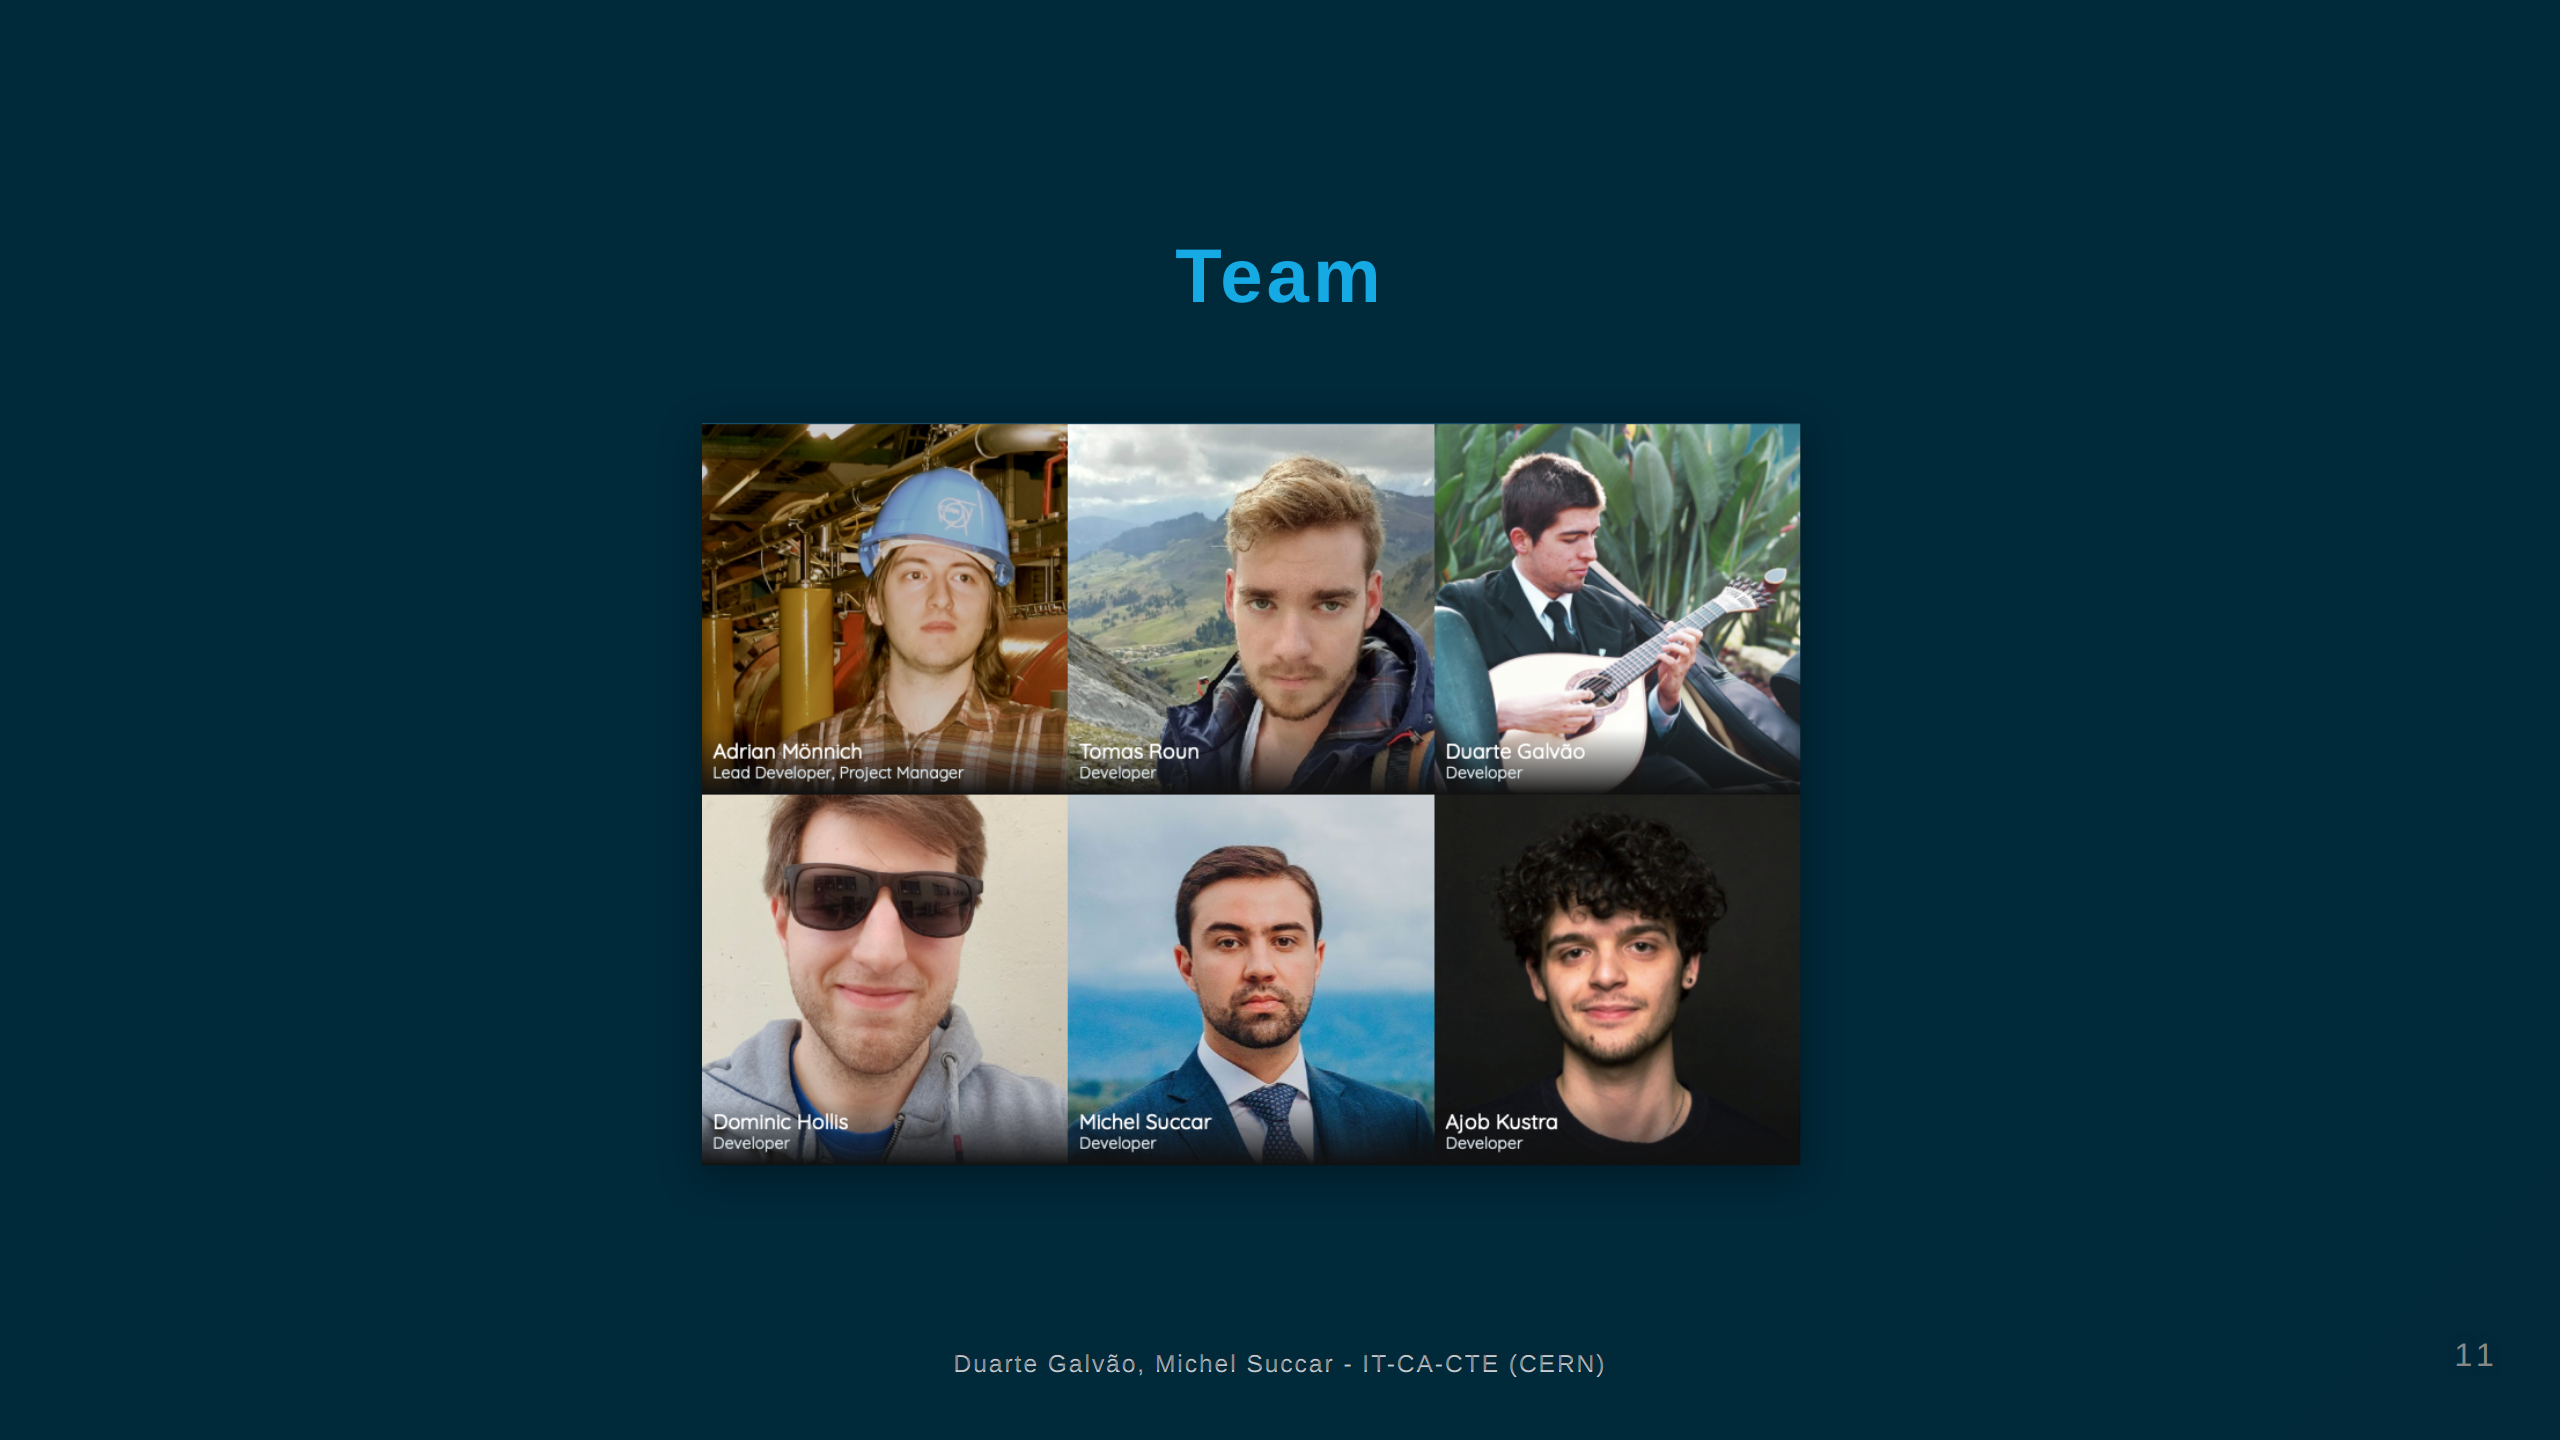 Team
Adrian Mönnich
Lead Developer, Project Manager
Tomas Roun
Developer
Duarte Galvão
Developer
Dominic Hollis
Developer
Michel Succar
Developer
Ajob Kustra
Developer
Duarte Galvão, Michel Succar - IT-CA-CTE (CERN)
11